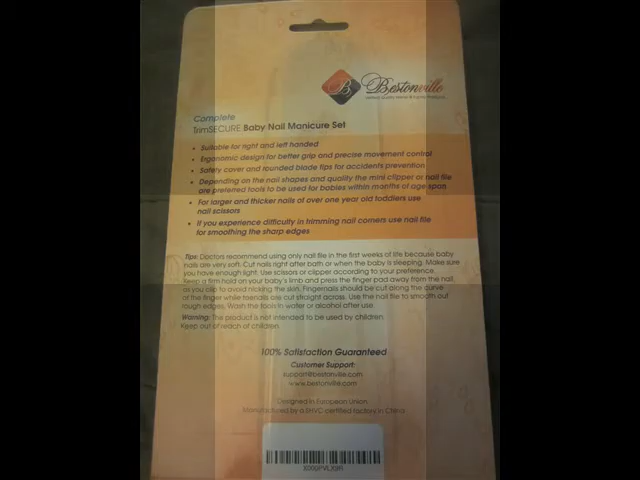 Bestonville
Complete
TrimSECURE Baby Nail Manicure Set
• Suitable for right and left handed
• Ergonomic design for better grip and precise movement control
• Safety cover and rounded blade tips for accidents prevention
• Depending on the nail shapes and quality the mini clipper or nail file
are preferred tools to be used for babies within months of age span
• For larger and thicker nails of over one year old toddlers use
nail scissors
• If you experience difficulty in trimming nail corners use nail file
for smoothing the sharp edges
Tips: Doctors recommend using only nail file in the first weeks of life because baby
nails are very soft. Cut nails right after bath or when the baby is sleeping. Make sure
you have enough light. Use scissors or clipper according to your preference.
Keep a firm hold on your baby's limb and press the finger pad away from the nail
as you clip to avoid nicking the skin. Fingernails should be cut along the curve
of the finger while toenails are cut straight across. Use the nail file to smooth out
rough edges. Wash the tools in water or alcohol after use.
Warning: The product is not intended to be used by children.
Keep out of reach of children.
100% Satisfaction Guaranteed
Customer Support:
support@bestonville.com
www.bestonville.com
Designed in European Union.
Manufactured by a certified factory in China